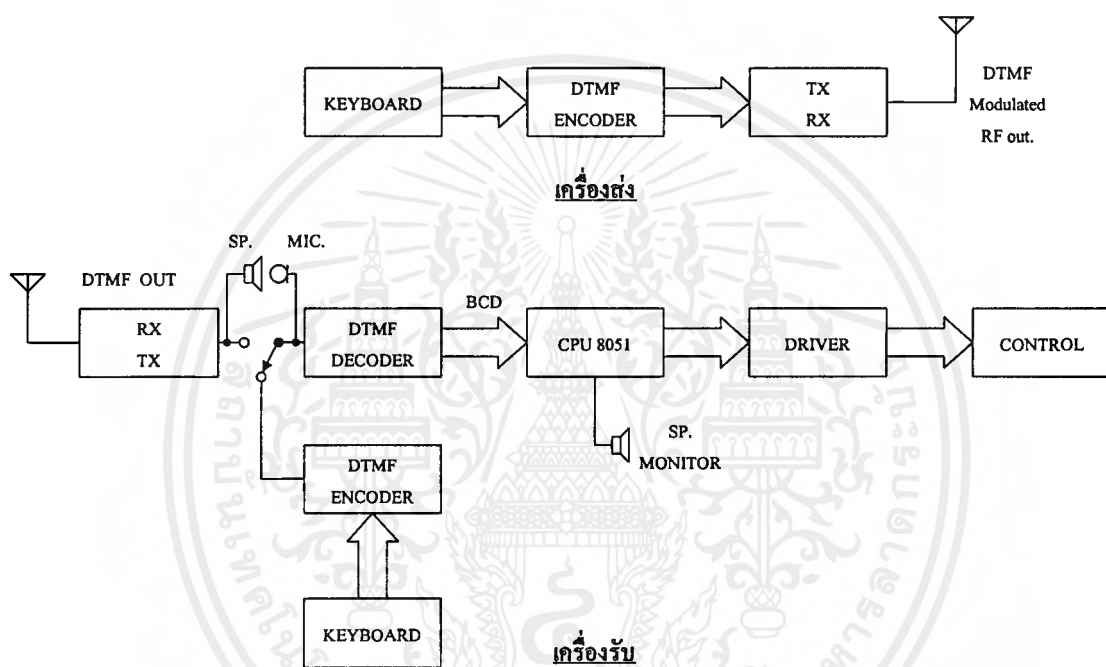 KEYBOARD
DTMF
ENCODER
TX
RX
DTMF
Modulated
RF out.
เครื่องส่ง
SP.
MIC.
DTMF OUT
RX
TX
DTMF
DECODER
BCD
CPU 8051
DRIVER
CONTROL
SP.
MONITOR
DTMF
ENCODER
KEYBOARD
เครื่องรับ